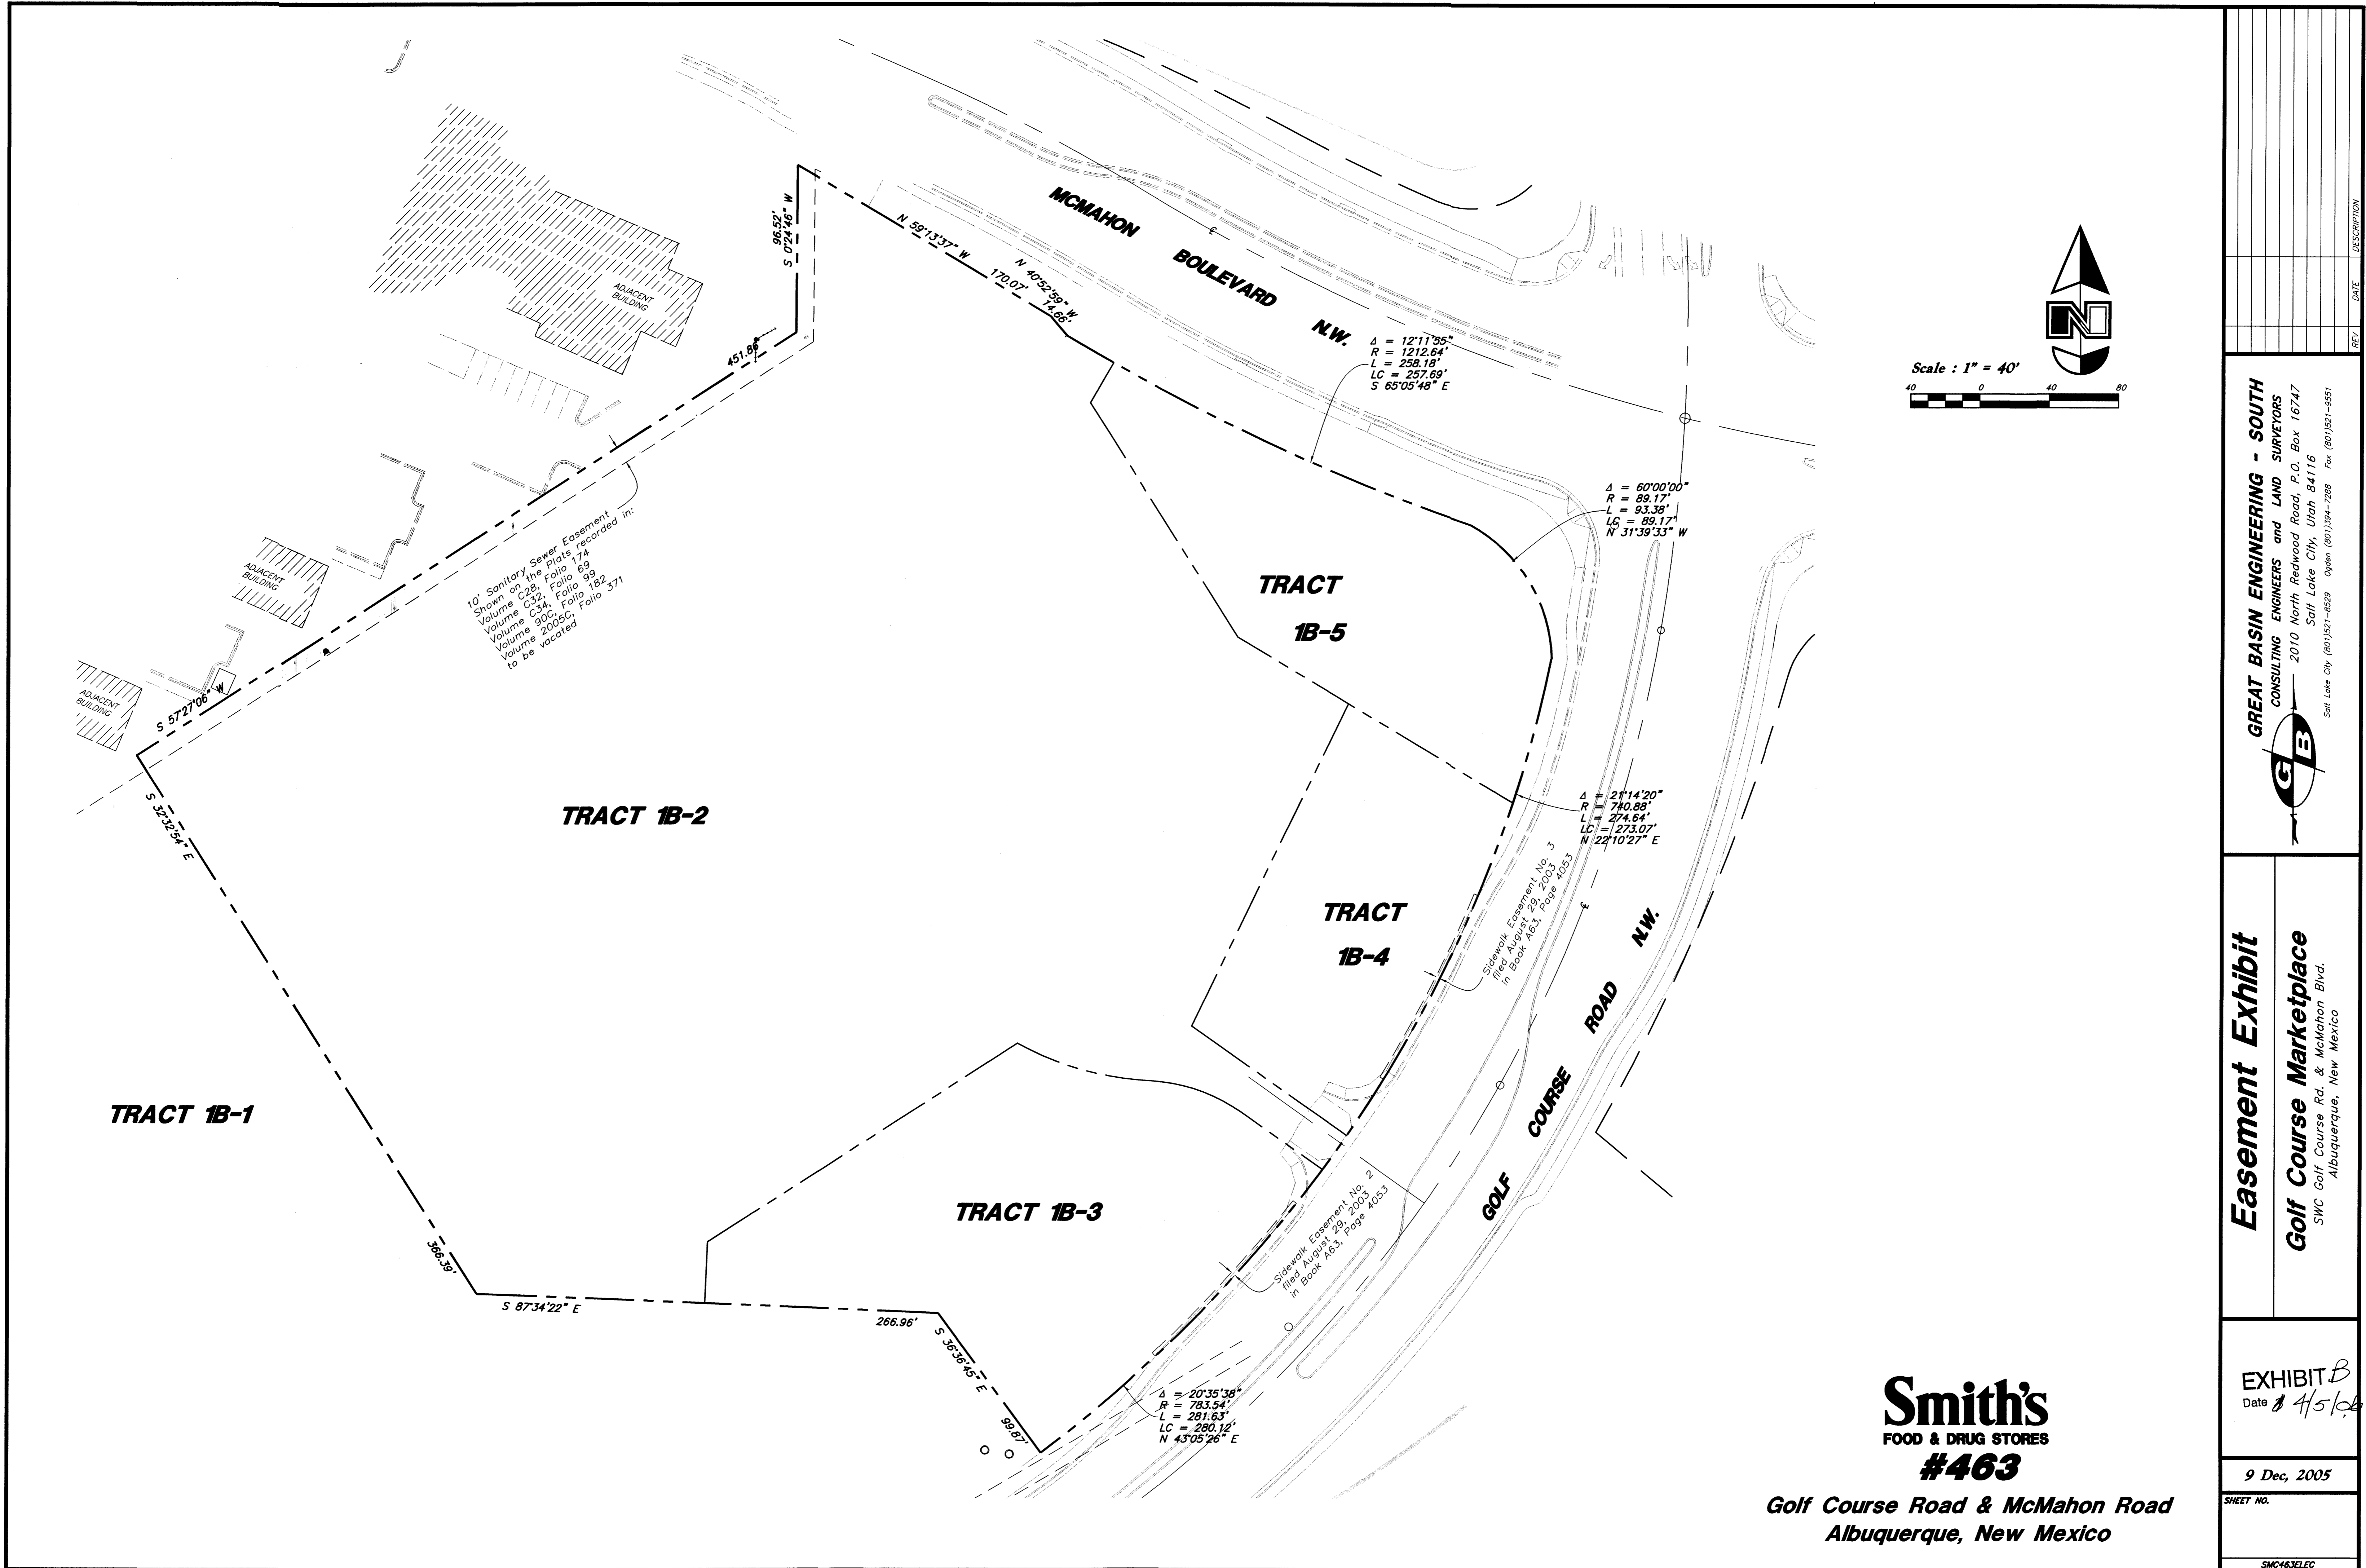 96.52'
S 0°24'46" W
N 59°13'37" W
170.07'
N 40°52'59" W
14.66'
MCMAHON
BOULEVARD
N.W.
Δ = 12°11'55"
R = 1212.64'
L = 258.18'
LC = 257.69'
S 65°05'48" E
Δ = 60°00'00"
R = 89.17'
L = 93.38'
LC = 89.17'
N 31°39'33" W
ADJACENT
BUILDING
451.86'
10' Sanitary Sewer Easement
Shown on the Plats recorded in:
Volume C28, Folio 174
Volume C32, Folio 69
Volume C34, Folio 99
Volume 90C, Folio 182
Volume 2005C, Folio 371
to be vacated
ADJACENT
BUILDING
ADJACENT
BUILDING
S 57°27'06" W
S 32°32'54" E
366.39'
TRACT 1B-2
TRACT 1B-1
TRACT
1B-5
TRACT
1B-4
Δ = 21°14'20"
R = 740.88'
L = 274.64'
LC = 273.07'
N 22°10'27" E
Sidewalk Easement No. 3
filed August 29, 2003
in Book A63, Page 4053
GOLF COURSE ROAD N.W.
TRACT 1B-3
Sidewalk Easement No. 2
filed August 29, 2003
in Book A63, Page 4053
S 87°34'22" E
266.96'
S 36°36'45" E
99.87'
Δ = 20°35'38"
R = 783.54'
L = 281.63'
LC = 280.12'
N 43°05'26" E
N
Scale : 1" = 40'
40 0 40 80
Smith's
FOOD & DRUG STORES
#463
Golf Course Road & McMahon Road
Albuquerque, New Mexico
REV DATE DESCRIPTION
GREAT BASIN ENGINEERING - SOUTH
CONSULTING ENGINEERS and LAND SURVEYORS
2010 North Redwood Road, P.O. Box 16747
Salt Lake City, Utah 84116
Salt Lake City (801)521-8529 Ogden (801)394-7288 Fax (801)521-9551
G B
Easement Exhibit
Golf Course Marketplace
SWC Golf Course Rd. & McMahon Blvd.
Albuquerque, New Mexico
EXHIBIT B
Date 4/5/06
9 Dec, 2005
SHEET NO.
SMC463ELEC